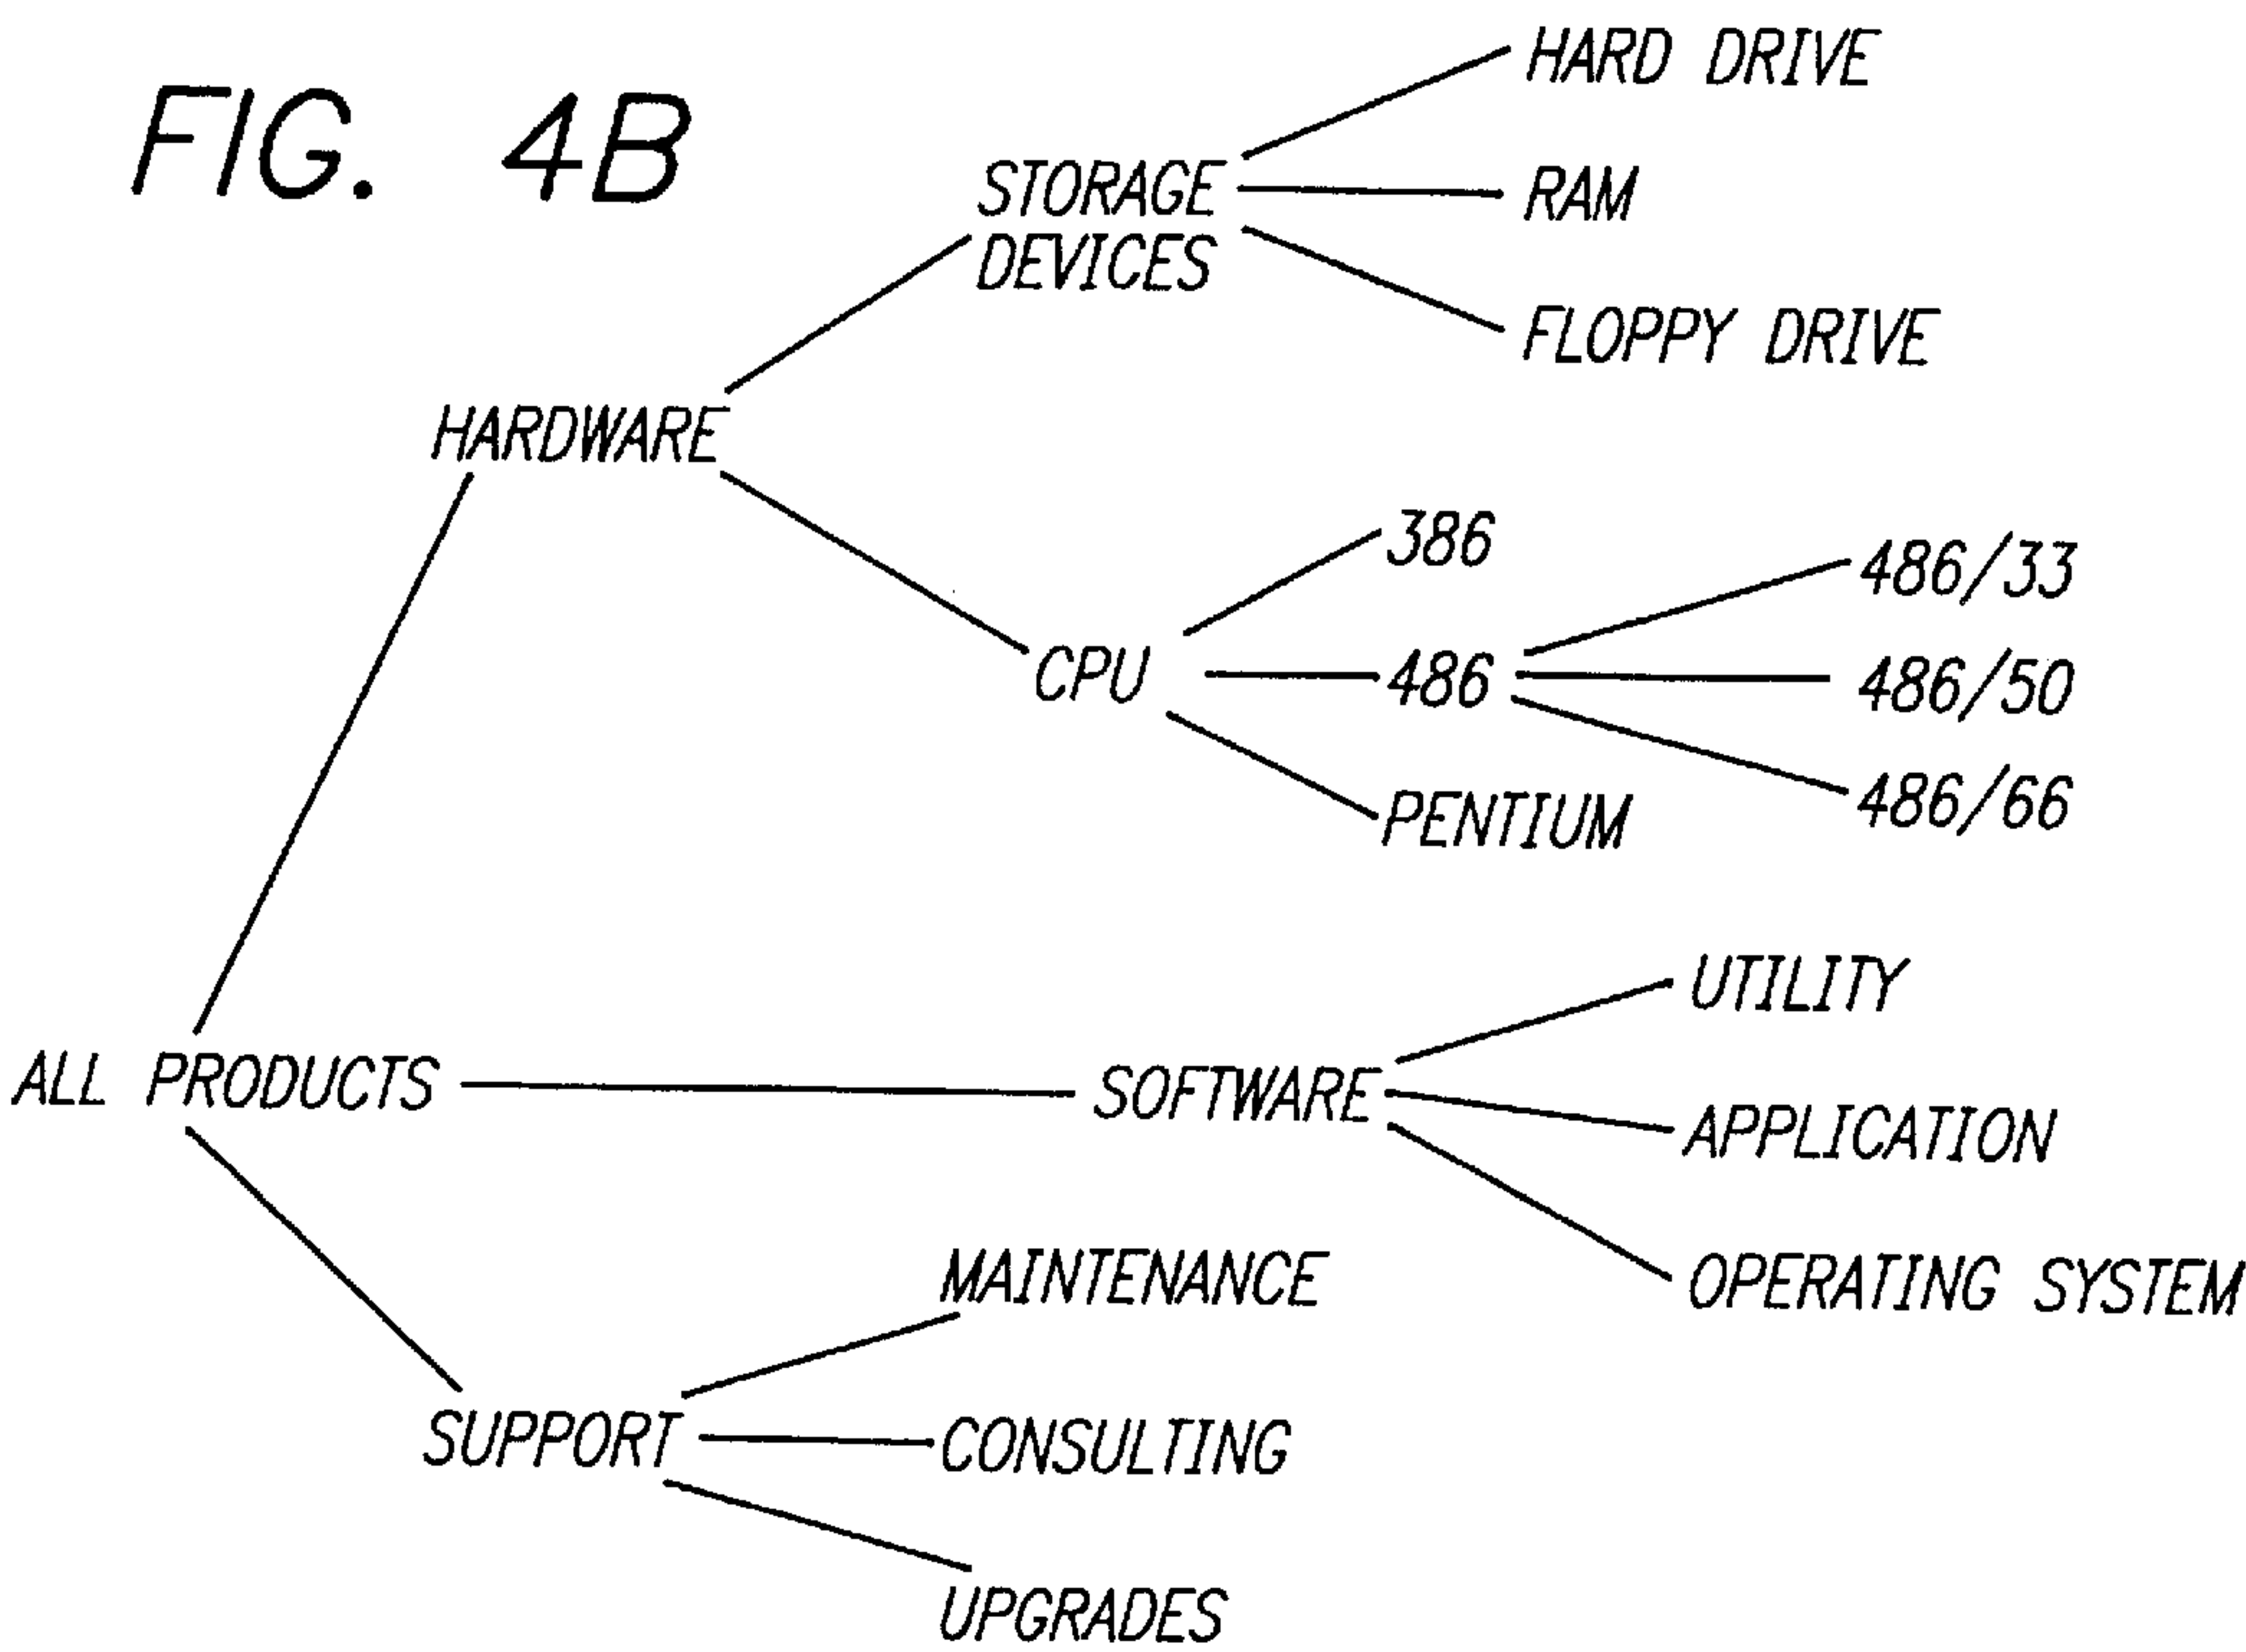 FIG. 4B
HARD DRIVE
STORAGE
DEVICES
RAM
FLOPPY DRIVE
HARDWARE
386
486/33
CPU
486
486/50
PENTIUM
486/66
UTILITY
ALL PRODUCTS
SOFTWARE
APPLICATION
OPERATING SYSTEM
MAINTENANCE
SUPPORT
CONSULTING
UPGRADES